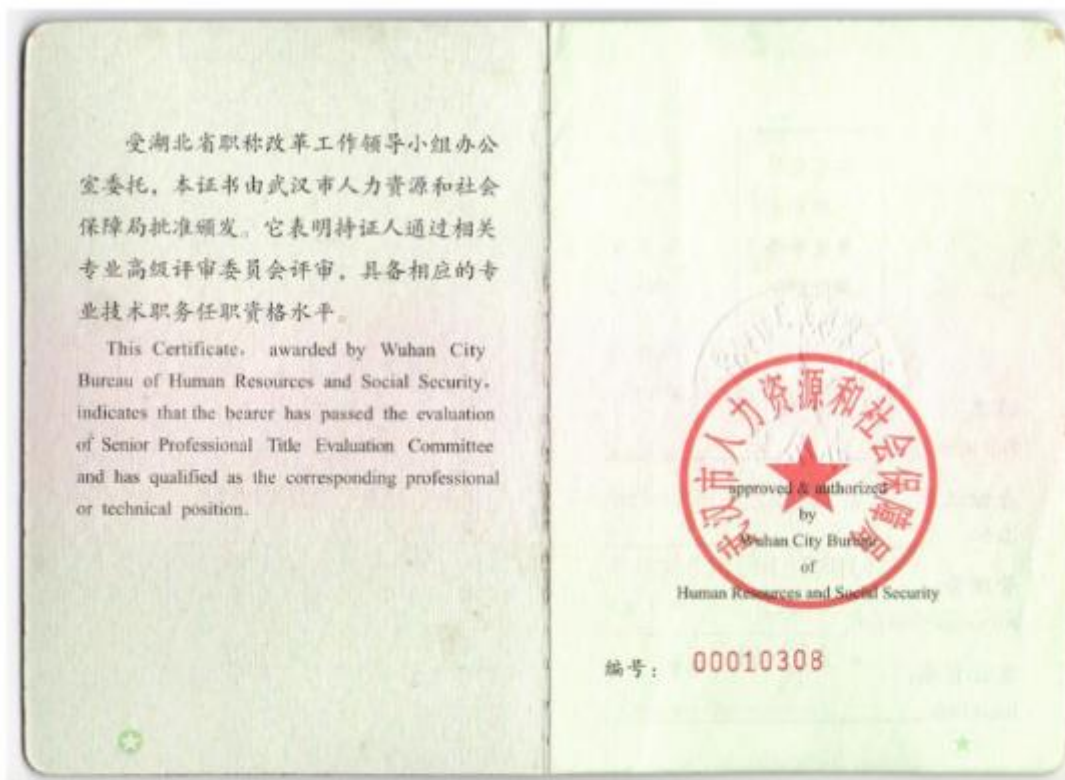 受湖北省职称改革工作领导小组办公
室委托，本证书由武汉市人力资源和社会
保障局批准颁发。它表明持证人通过相关
专业高级评审委员会评审，具备相应的专
业技术职务任职资格水平。
This Certificate, awarded by Wuhan City
Bureau of Human Resources and Social Security,
indicates that the bearer has passed the evaluation
of Senior Professional Title Evaluation Committee
and has qualified as the corresponding professional
or technical position.
武汉市人力资源和社会保障局
approved & authorized
by
Wuhan City Bureau
of
Human Resources and Social Security
编号： 00010308